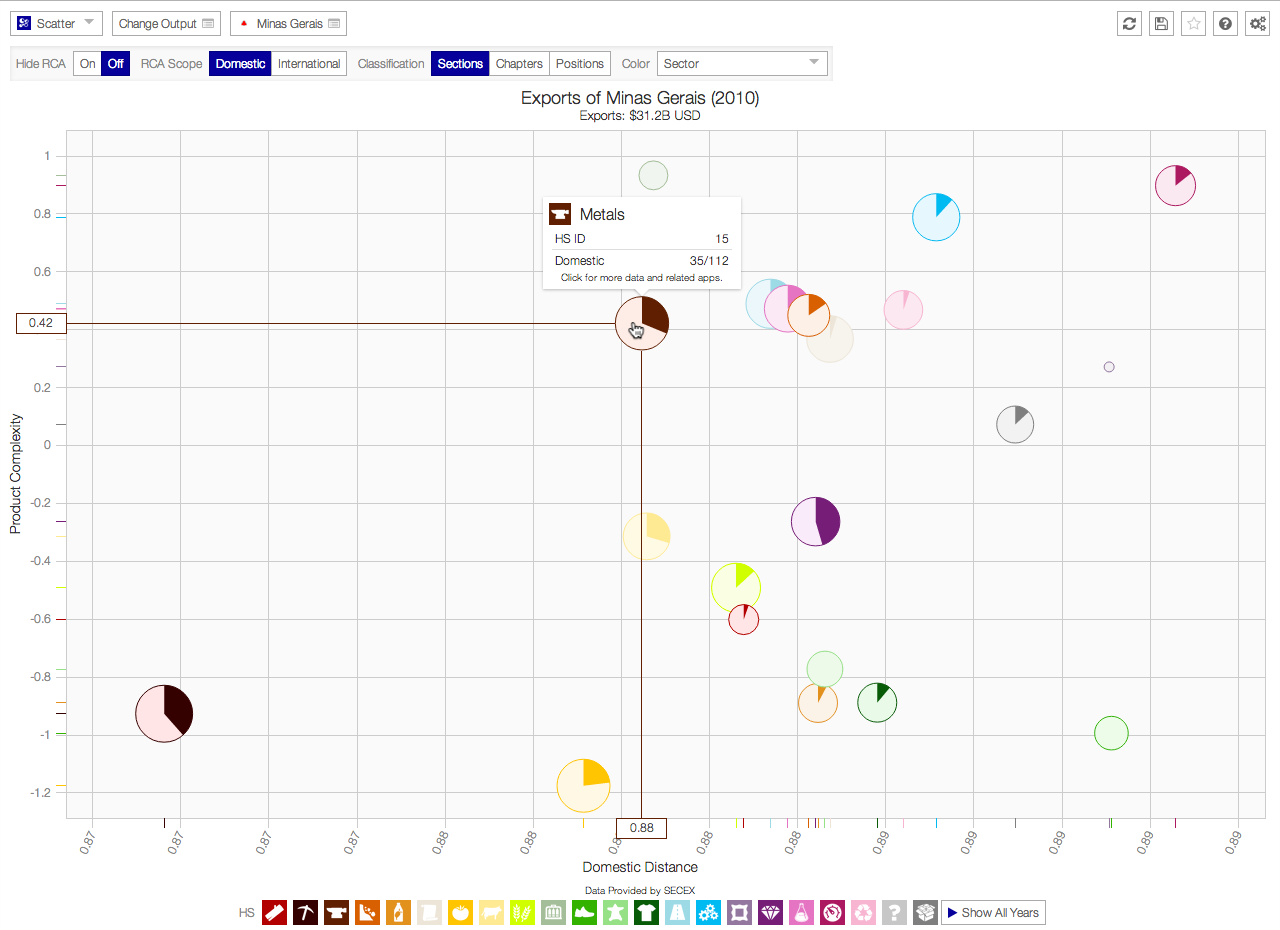 Scatter Change Output Minas Gerais
Hide RCA On Off RCA Scope Domestic International Classification Sections Chapters Positions Color Sector
Exports of Minas Gerais (2010)
Exports: $31.2B USD
1
0.8
Metals
HS ID 15
Domestic 35/112
Click for more data and related apps.
0.6
0.42
0.2
0
Product Complexity
-0.2
-0.4
-0.6
-0.8
-1
-1.2
0.87 0.87 0.87 0.87 0.88 0.88 0.88 0.88 0.88 0.89 0.89 0.89 0.89 0.89
Domestic Distance
Data Provided by SECEX
HS ? Show All Years